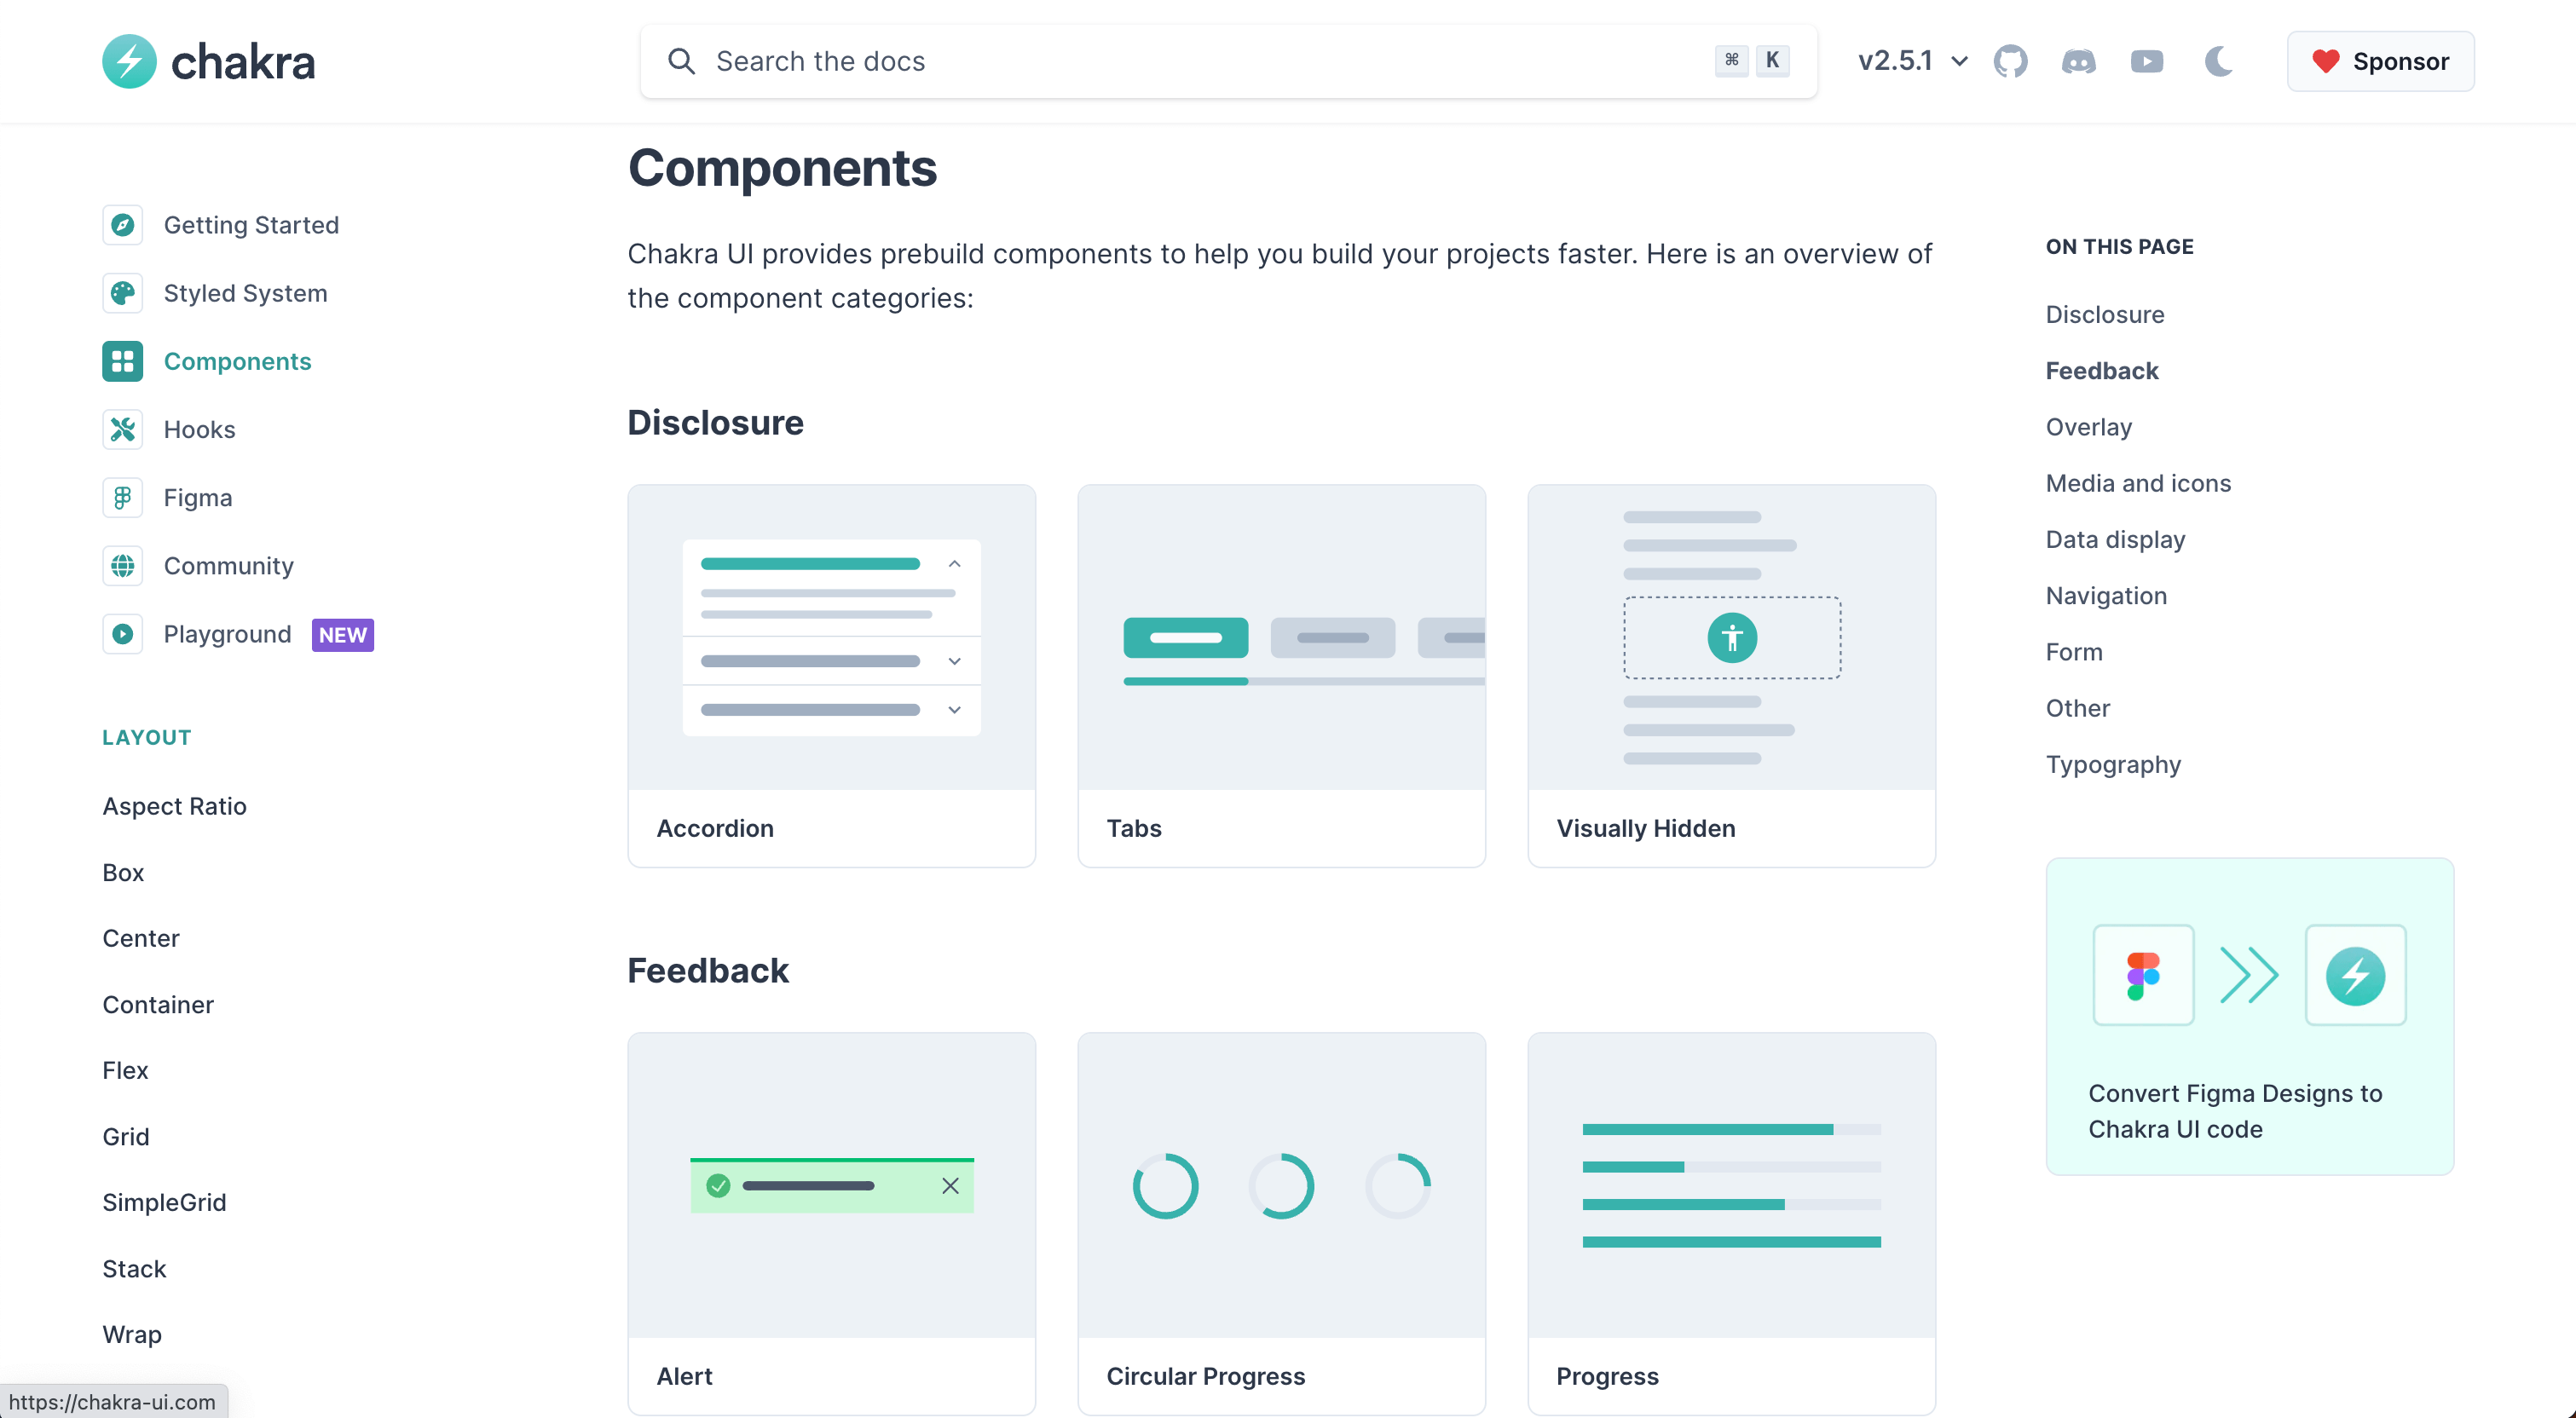 chakra
Search the docs
⌘ K
v2.5.1
Sponsor
Getting Started
Styled System
Components
Hooks
Figma
Community
Playground NEW
LAYOUT
Aspect Ratio
Box
Center
Container
Flex
Grid
SimpleGrid
Stack
Wrap
https://chakra-ui.com
Components
Chakra UI provides prebuild components to help you build your projects faster. Here is an overview of
the component categories:
Disclosure
Accordion
Tabs
Visually Hidden
Feedback
Alert
Circular Progress
Progress
ON THIS PAGE
Disclosure
Feedback
Overlay
Media and icons
Data display
Navigation
Form
Other
Typography
Convert Figma Designs to
Chakra UI code